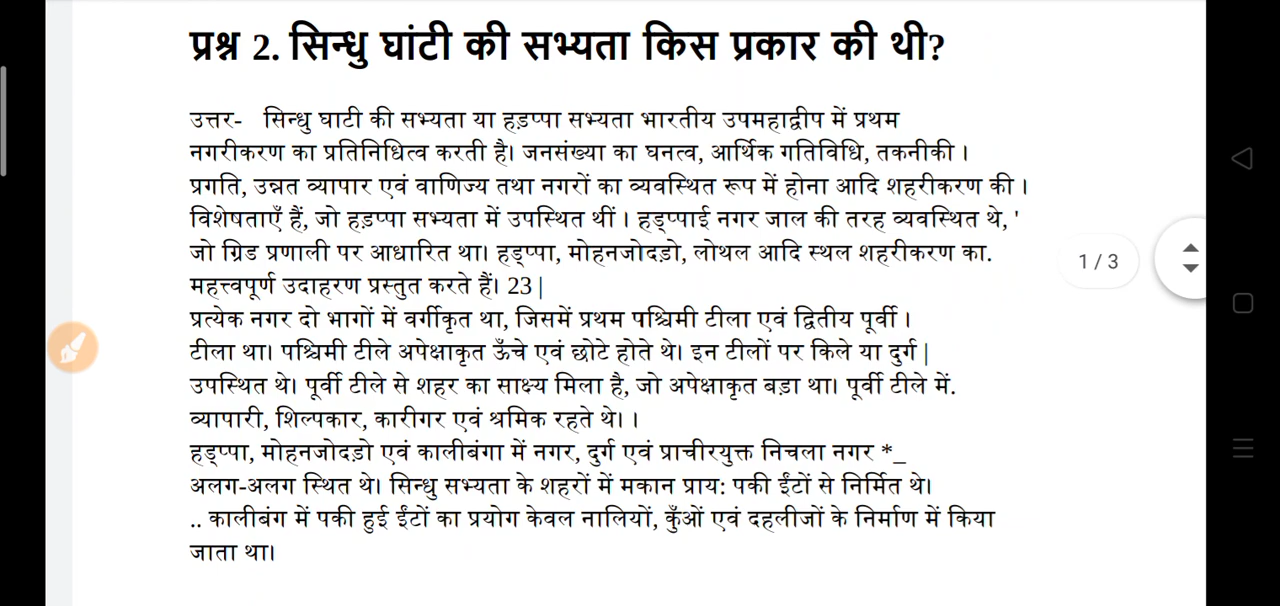 प्रश्न 2. सिन्धु घांटी की सभ्यता किस प्रकार की थी?
उत्तर- सिन्धु घाटी की सभ्यता या हड़प्पा सभ्यता भारतीय उपमहाद्वीप में प्रथम
नगरीकरण का प्रतिनिधित्व करती है। जनसंख्या का घनत्व, आर्थिक गतिविधि, तकनीकी ।
प्रगति, उन्नत व्यापार एवं वाणिज्य तथा नगरों का व्यवस्थित रूप में होना आदि शहरीकरण की ।
विशेषताएँ हैं, जो हड़प्पा सभ्यता में उपस्थित थीं । हड्प्पाई नगर जाल की तरह व्यवस्थित थे, '
जो ग्रिड प्रणाली पर आधारित था। हड्प्पा, मोहनजोदड़ो, लोथल आदि स्थल शहरीकरण का.
महत्त्वपूर्ण उदाहरण प्रस्तुत करते हैं। 23 |
प्रत्येक नगर दो भागों में वर्गीकृत था, जिसमें प्रथम पश्चिमी टीला एवं द्वितीय पूर्वी ।
टीला था। पश्चिमी टीले अपेक्षाकृत ऊँचे एवं छोटे होते थे। इन टीलों पर किले या दुर्ग |
उपस्थित थे। पूर्वी टीले से शहर का साक्ष्य मिला है, जो अपेक्षाकृत बड़ा था। पूर्वी टीले में.
व्यापारी, शिल्पकार, कारीगर एवं श्रमिक रहते थे। ।
हड्प्पा, मोहनजोदड़ो एवं कालीबंगा में नगर, दुर्ग एवं प्राचीरयुक्त निचला नगर *_
अलग-अलग स्थित थे। सिन्धु सभ्यता के शहरों में मकान प्राय: पकी ईंटों से निर्मित थे।
.. कालीबंग में पकी हुई ईंटों का प्रयोग केवल नालियों, कुँओं एवं दहलीजों के निर्माण में किया
जाता था।
1 / 3